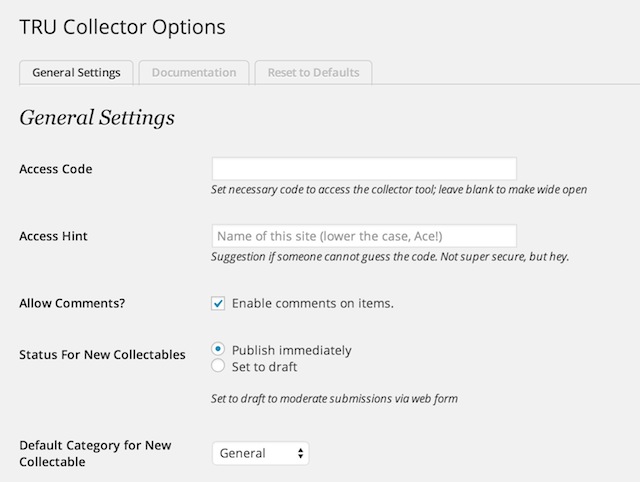 TRU Collector Options
General Settings Documentation Reset to Defaults
General Settings
Access Code
Set necessary code to access the collector tool; leave blank to make wide open
Access Hint Name of this site (lower the case, Ace!)
Suggestion if someone cannot guess the code. Not super secure, but hey.
Allow Comments? Enable comments on items.
Status For New Collectables Publish immediately
Set to draft
Set to draft to moderate submissions via web form
Default Category for New
Collectable
General